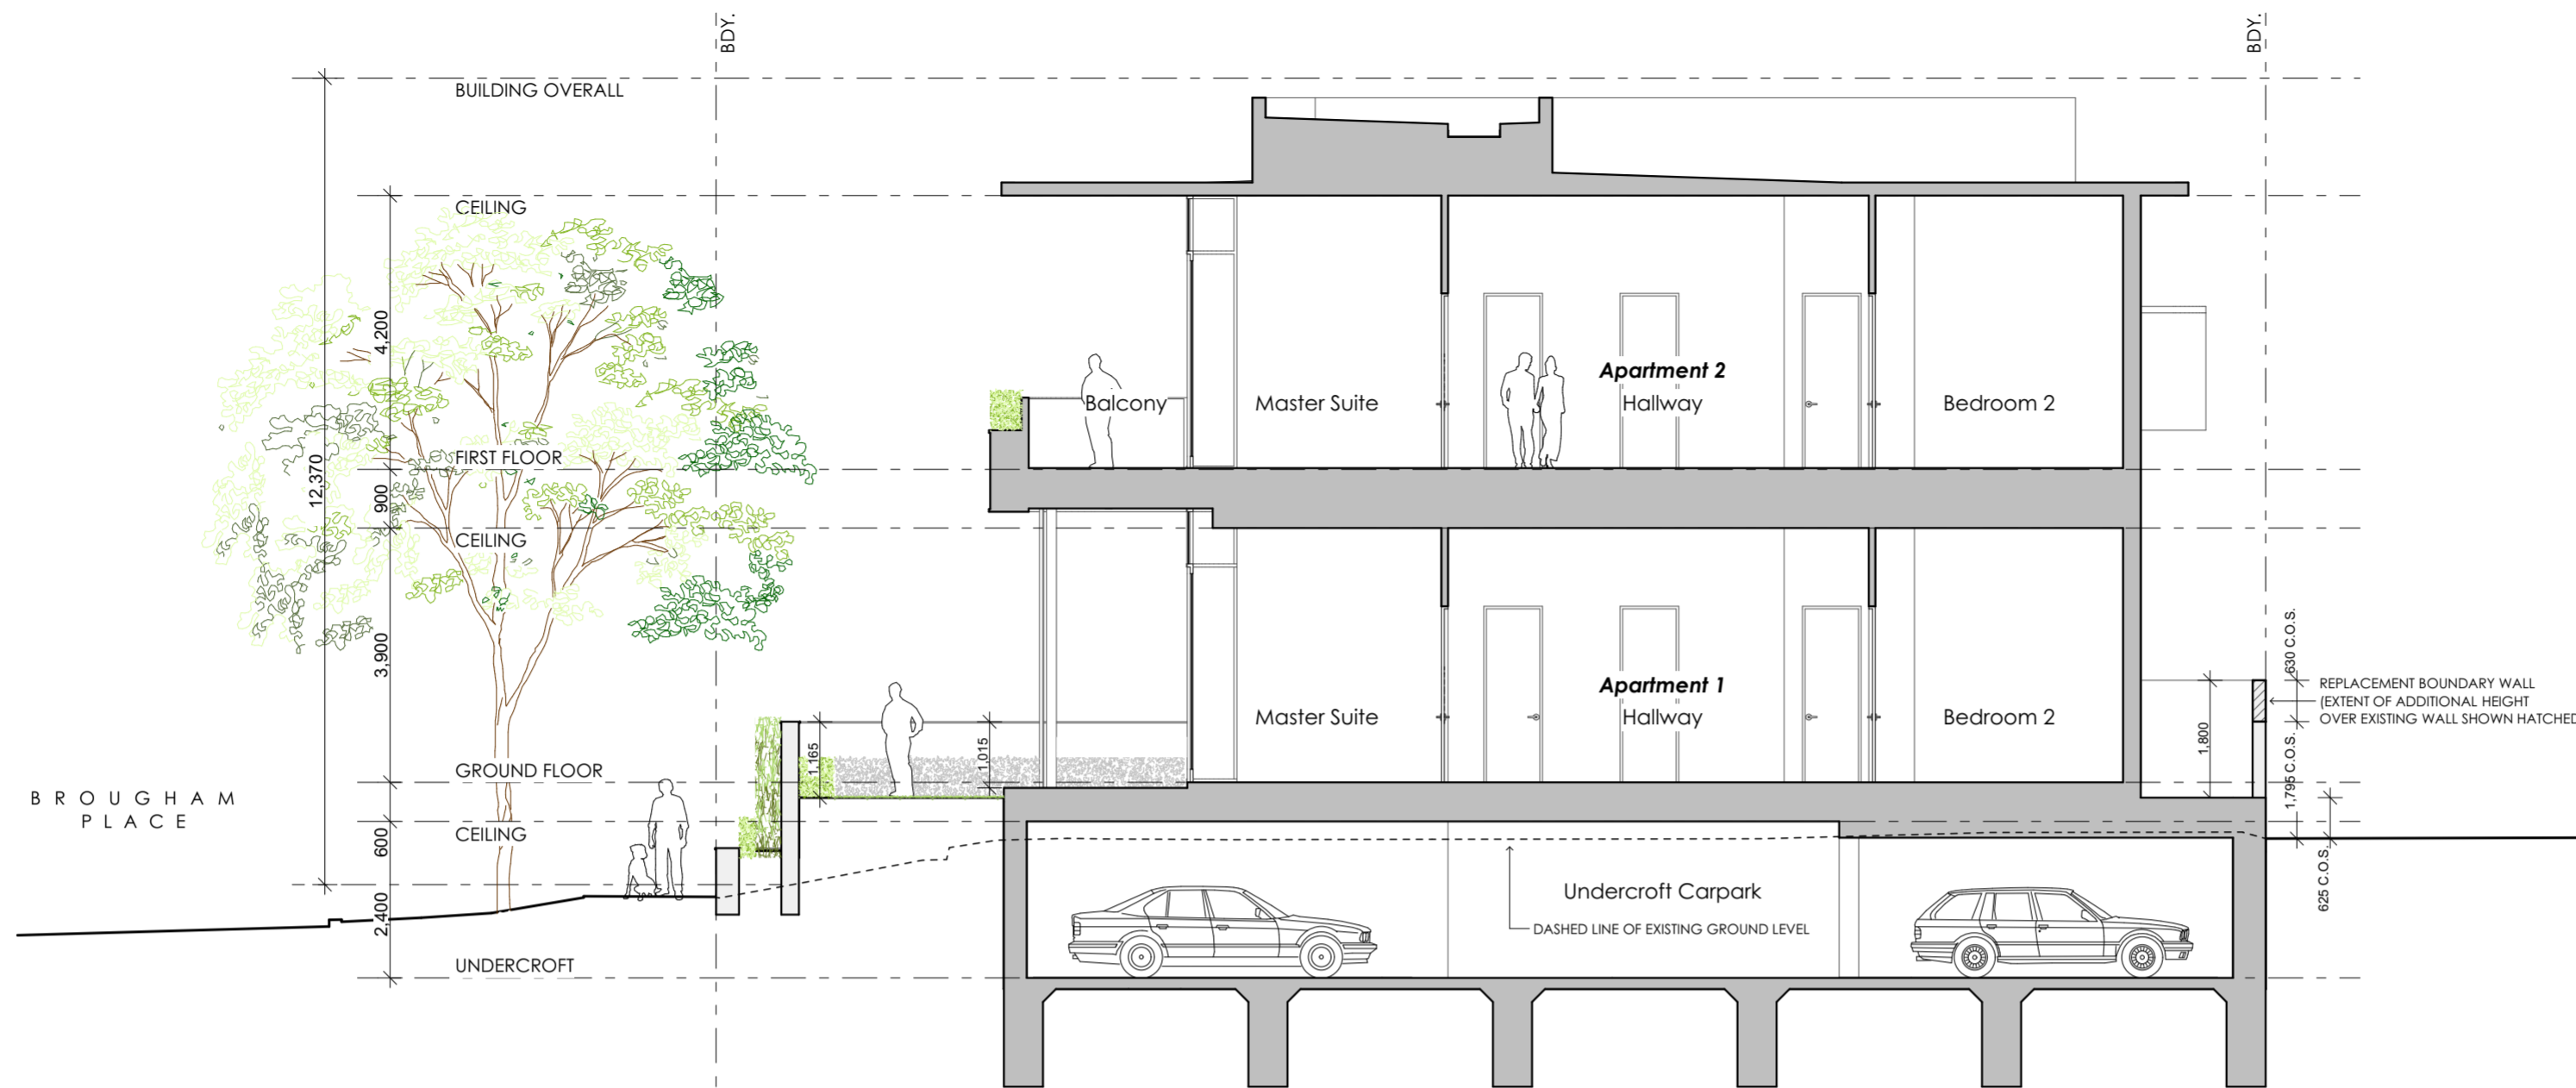 BDY.
BDY.
BUILDING OVERALL
CEILING
4,200
12,370
FIRST FLOOR
900
CEILING
3,900
GROUND FLOOR
600
CEILING
2,400
UNDERCROFT
BROUGHAM
PLACE
Balcony
Master Suite
Apartment 2
Hallway
Bedroom 2
1,165
1,015
Master Suite
Apartment 1
Hallway
Bedroom 2
1,800
630 C.O.S.
1,795 C.O.S.
625 C.O.S.
REPLACEMENT BOUNDARY WALL
(EXTENT OF ADDITIONAL HEIGHT
OVER EXISTING WALL SHOWN HATCHED
Undercroft Carpark
DASHED LINE OF EXISTING GROUND LEVEL